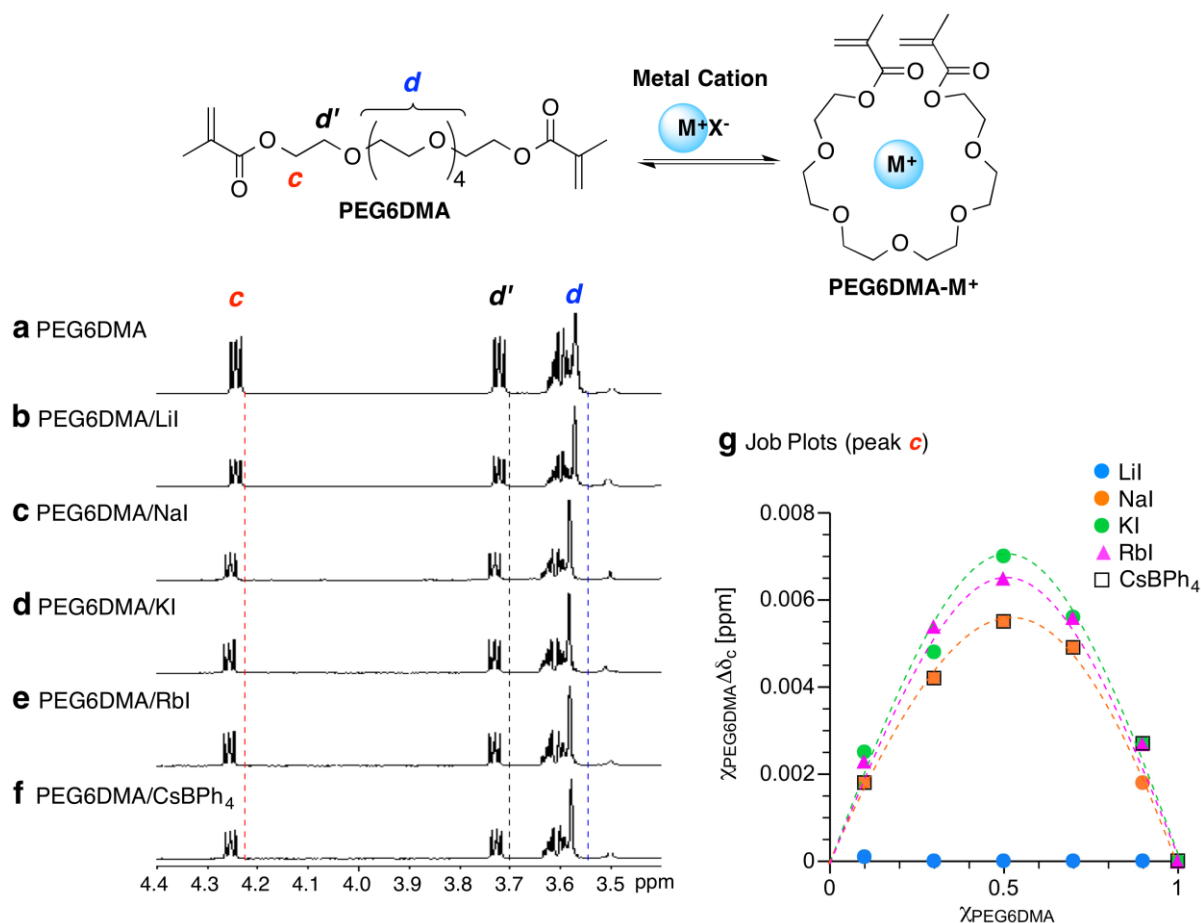 d
Metal Cation
M⁺X⁻
d'
O
O
O
O
O
O
O
c
4
PEG6DMA
O
O
O
O
O
O
O
O
O
M⁺
PEG6DMA-M⁺
c
d'
d
a PEG6DMA
b PEG6DMA/LiI
c PEG6DMA/NaI
d PEG6DMA/KI
e PEG6DMA/RbI
f PEG6DMA/CsBPh₄
4.4 4.3 4.2 4.1 4.0 3.9 3.8 3.7 3.6 3.5 ppm
g Job Plots (peak c)
LiI
NaI
KI
RbI
CsBPh₄
0.008
0.006
0.004
0.002
0
χPEG6DMAΔδc [ppm]
0 0.5 1
χPEG6DMA